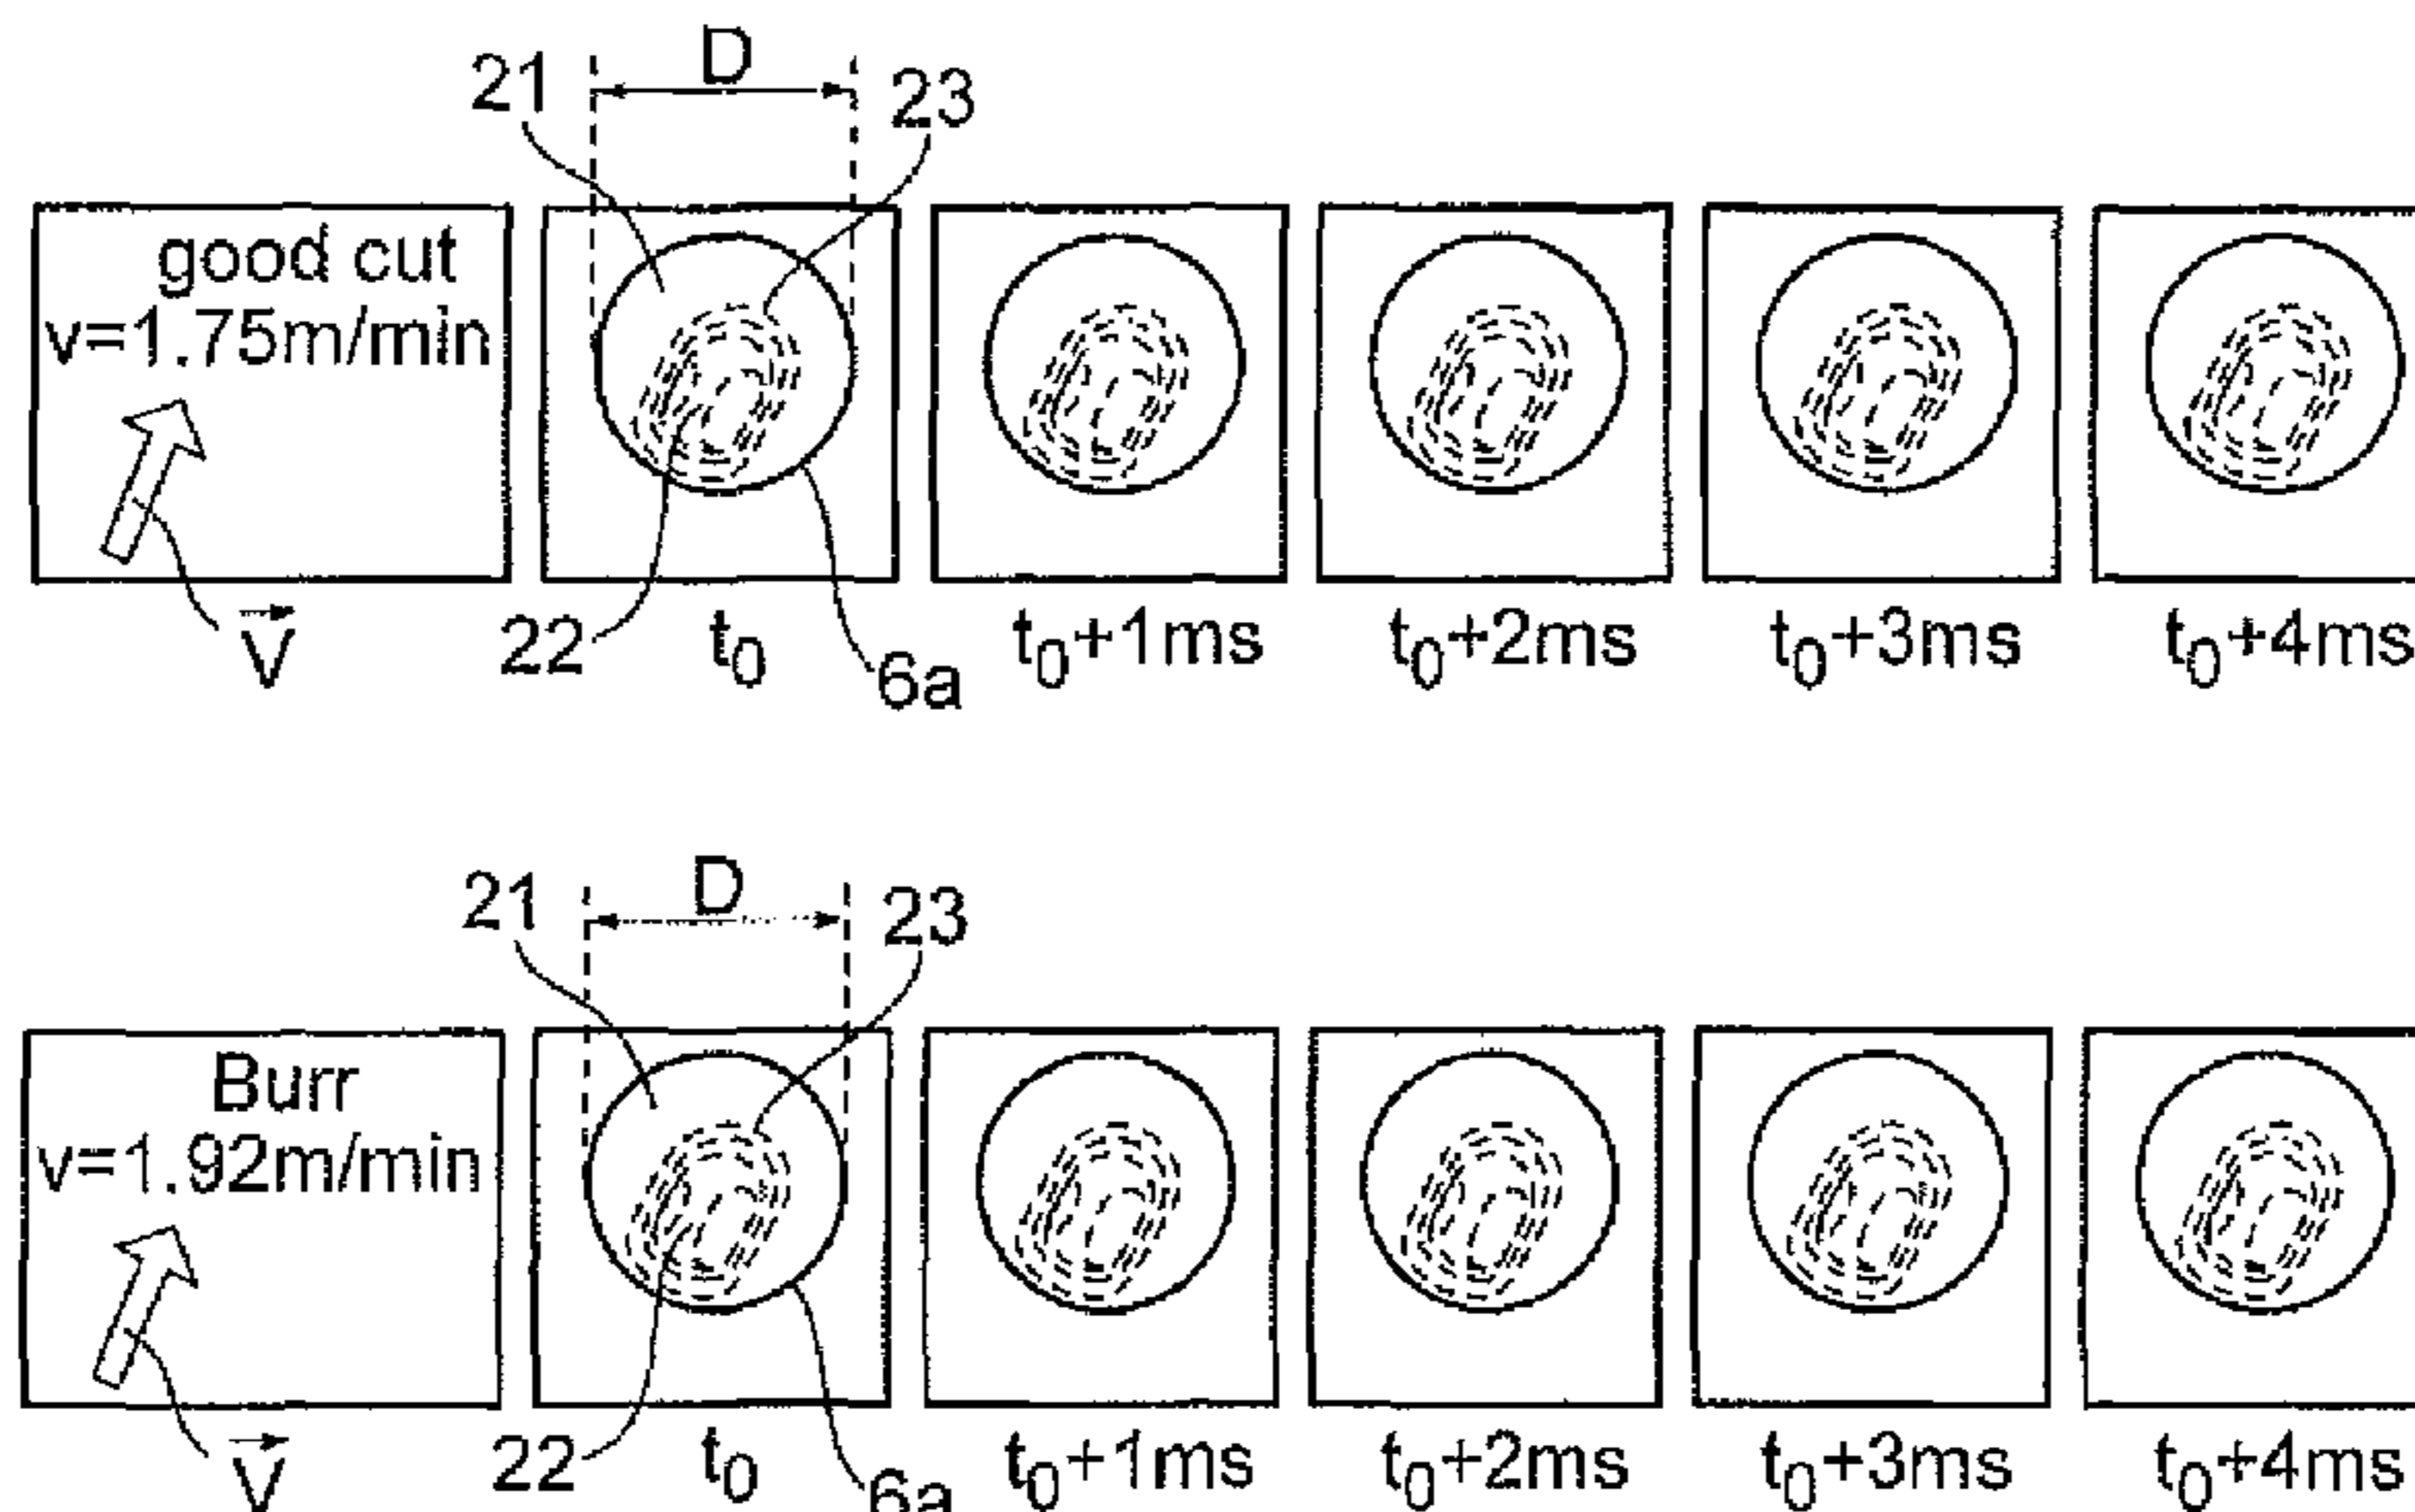 D
21
23
good cut
v=1.75m/min
V
22
t₀
6a
t₀+1ms
t₀+2ms
t₀+3ms
t₀+4ms
D
21
23
Burr
v=1.92m/min
V
22
t₀
6a
t₀+1ms
t₀+2ms
t₀+3ms
t₀+4ms